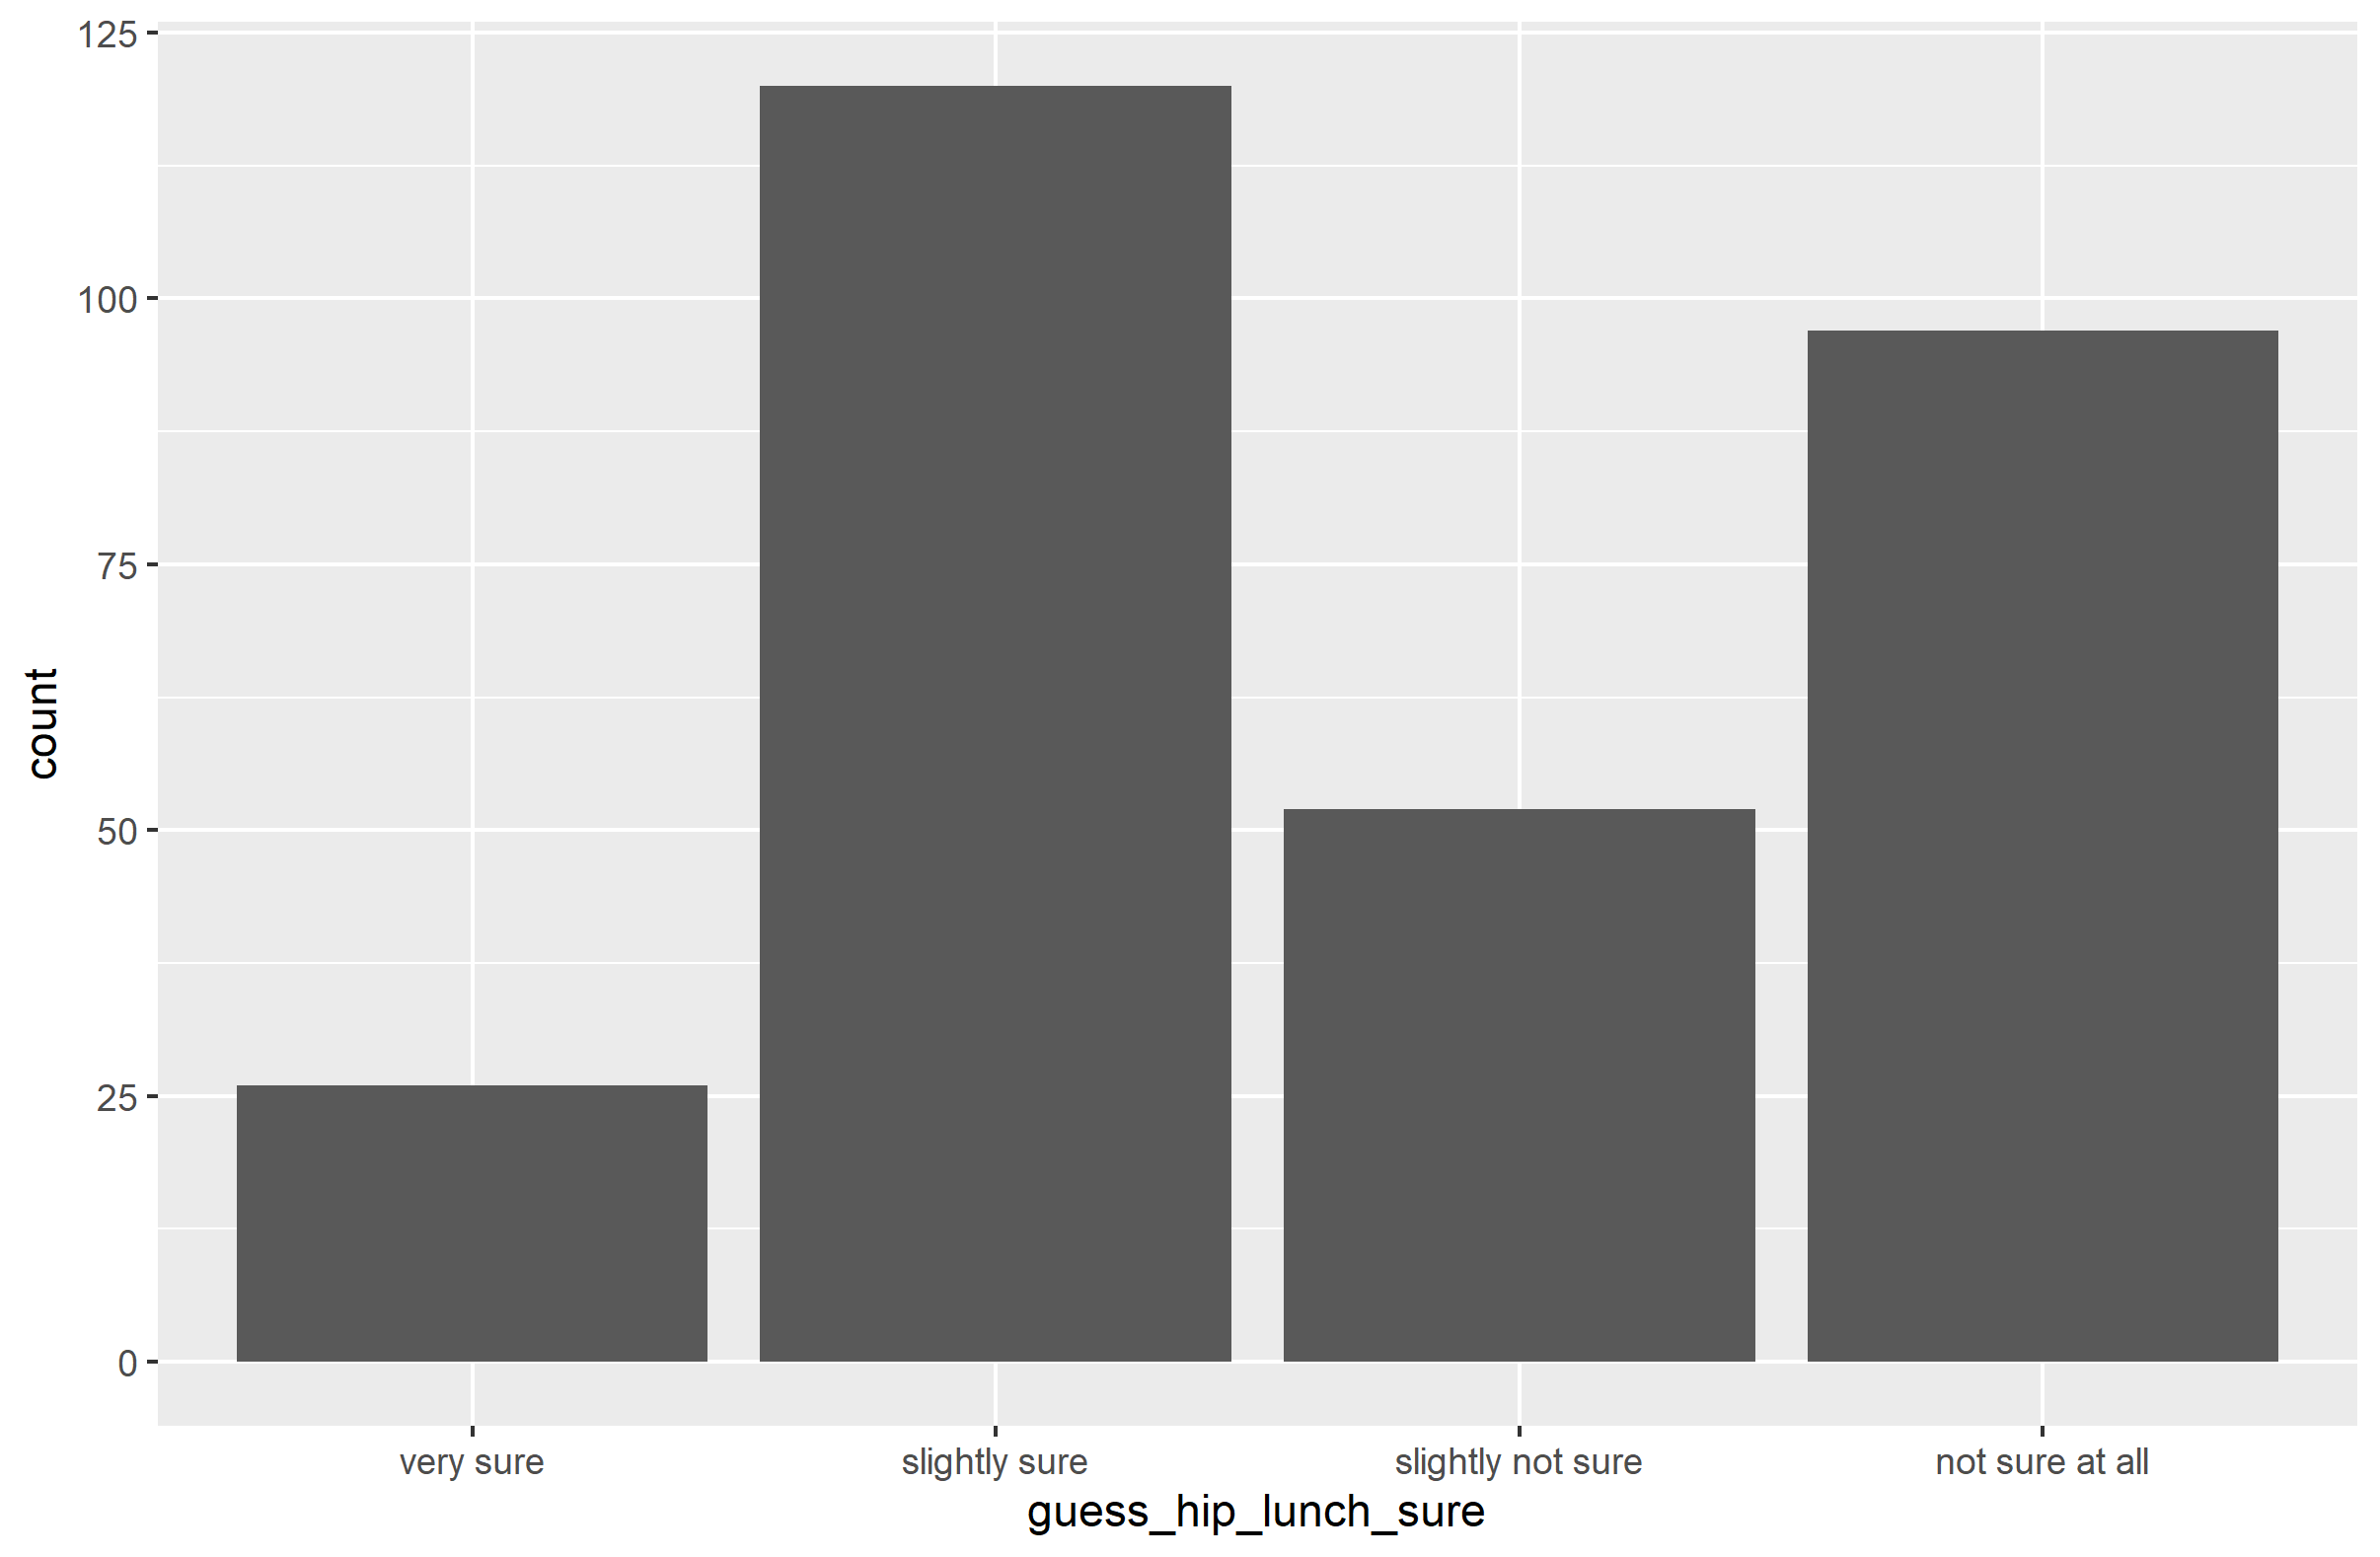 125
100
75
50
25
0
count
very sure
slightly sure
slightly not sure
not sure at all
guess_hip_lunch_sure